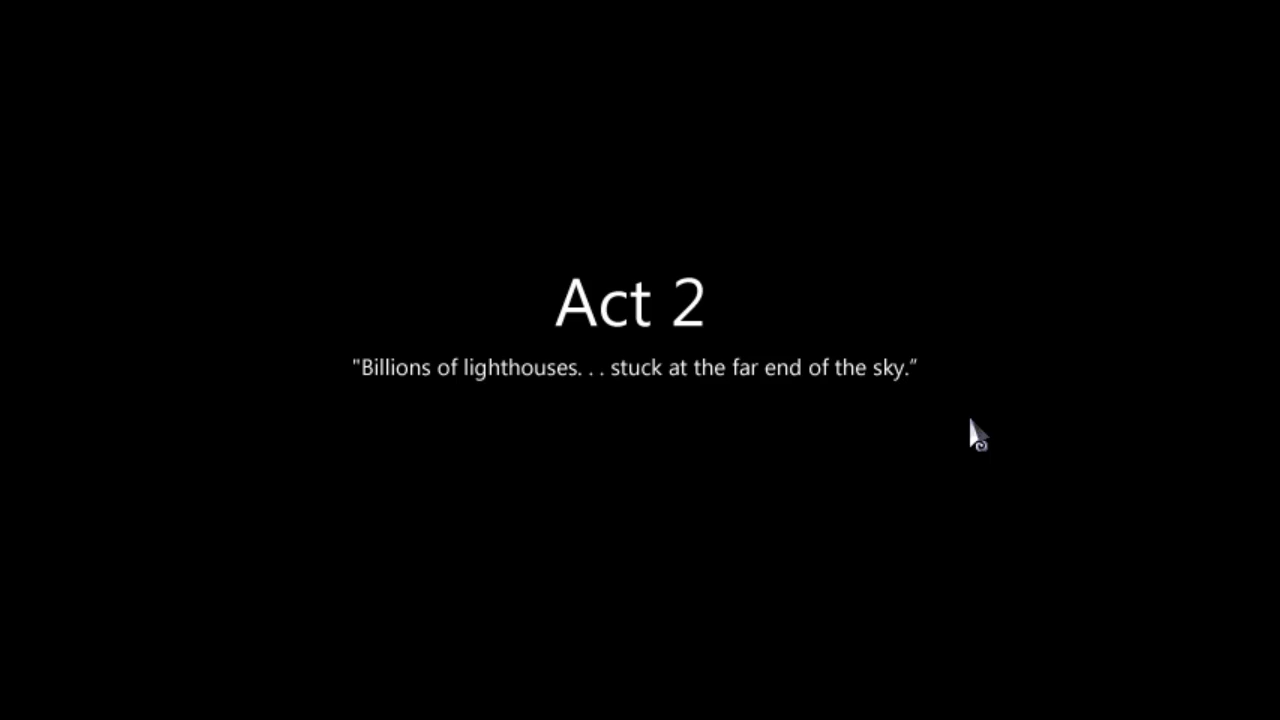 Act 2
"Billions of lighthouses. . . stuck at the far end of the sky.”